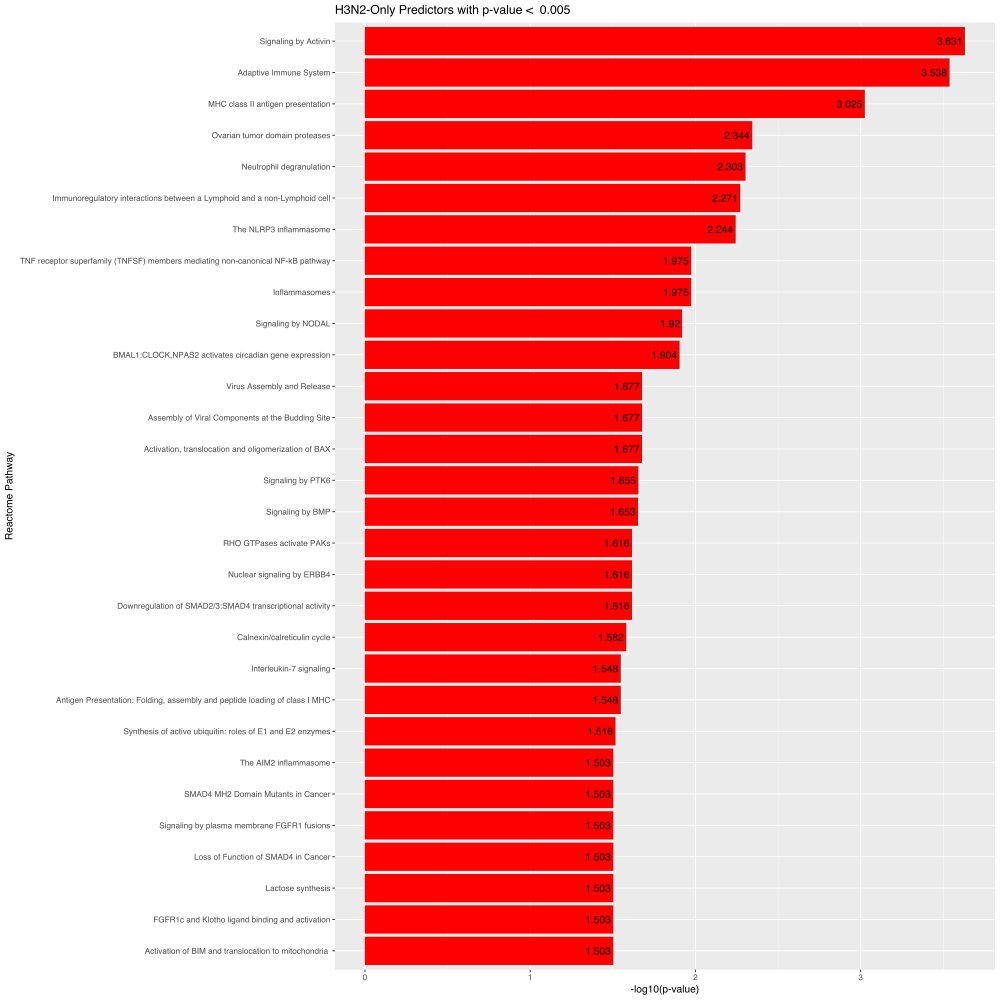 H3N2-Only Predictors with p-value < 0.005
Signaling by Activin 3.631
Adaptive Immune System 3.538
MHC class II antigen presentation 3.025
Ovarian tumor domain proteases 2.344
Neutrophil degranulation 2.303
Immunoregulatory interactions between a Lymphoid and a non-Lymphoid cell 2.271
The NLRP3 inflammasome 2.244
TNF receptor superfamily (TNFSF) members mediating non-canonical NF-kB pathway 1.975
Inflammasomes 1.975
Signaling by NODAL 1.92
BMAL1:CLOCK,NPAS2 activates circadian gene expression 1.904
Virus Assembly and Release 1.677
Assembly of Viral Components at the Budding Site 1.677
Activation, translocation and oligomerization of BAX 1.677
Signaling by PTK6 1.655
Signaling by BMP 1.653
RHO GTPases activate PAKs 1.616
Nuclear signaling by ERBB4 1.616
Downregulation of SMAD2/3:SMAD4 transcriptional activity 1.616
Calnexin/calreticulin cycle 1.582
Interleukin-7 signaling 1.548
Antigen Presentation: Folding, assembly and peptide loading of class I MHC 1.548
Synthesis of active ubiquitin: roles of E1 and E2 enzymes 1.516
The AIM2 inflammasome 1.503
SMAD4 MH2 Domain Mutants in Cancer 1.503
Signaling by plasma membrane FGFR1 fusions 1.503
Loss of Function of SMAD4 in Cancer 1.503
Lactose synthesis 1.503
FGFR1c and Klotho ligand binding and activation 1.503
Activation of BIM and translocation to mitochondria 1.503
0 1 2 3
-log10(p-value)
Reactome Pathway